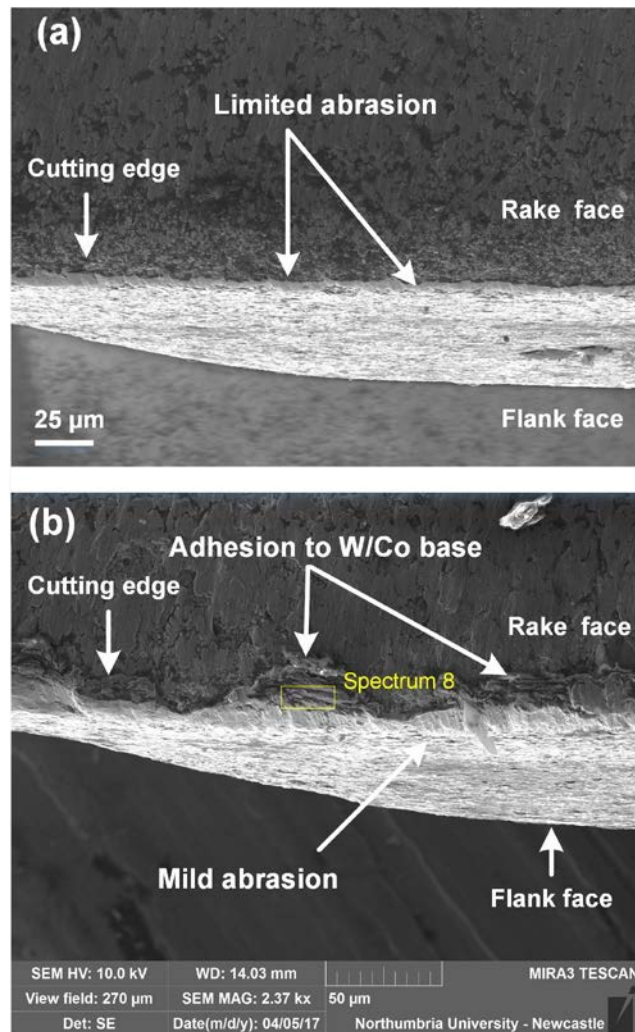 (a)
Limited abrasion
Cutting edge
Rake face
25 µm
Flank face
(b)
Adhesion to W/Co base
Cutting edge
Rake face
Spectrum 8
Mild abrasion
Flank face
SEM HV: 10.0 kV WD: 14.03 mm MIRA3 TESCAN
View field: 270 µm SEM MAG: 2.37 kx 50 µm
Det: SE Date(m/d/y): 04/05/17 Northumbria University - Newcastle